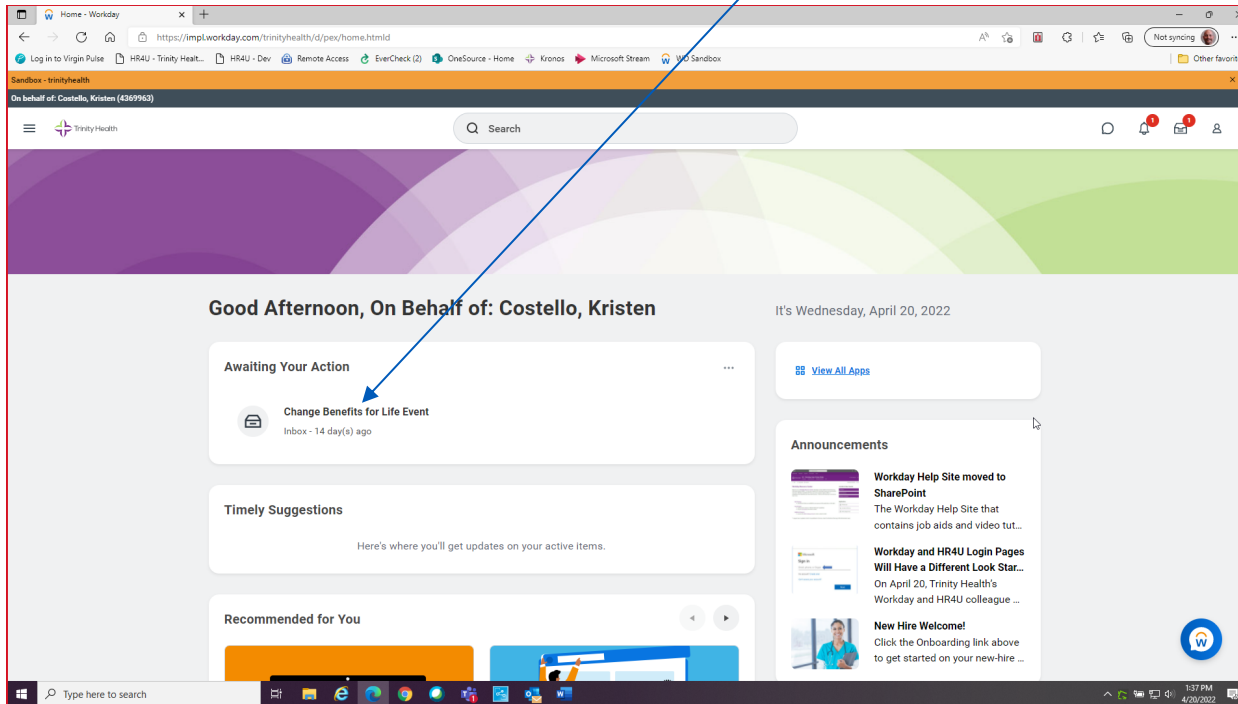 Home - Workday
https://impl.workday.com/trinityhealth/d/pex/home.htmld
Not syncing
Log in to Virgin Pulse HR4U - Trinity Healt... HR4U - Dev Remote Access EverCheck (2) OneSource - Home Kronos Microsoft Stream WD Sandbox Other favorit
Sandbox - trinityhealth
On behalf of: Costello, Kristen (4369963)
Trinity Health
Search
1 1
Good Afternoon, On Behalf of: Costello, Kristen
It's Wednesday, April 20, 2022
Awaiting Your Action
Change Benefits for Life Event
Inbox - 14 day(s) ago
View All Apps
Timely Suggestions
Here's where you'll get updates on your active items.
Recommended for You
Announcements
Workday Help Site moved to
SharePoint
The Workday Help Site that
contains job aids and video tut...
Workday and HR4U Login Pages
Will Have a Different Look Star...
On April 20, Trinity Health's
Workday and HR4U colleague ...
New Hire Welcome!
Click the Onboarding link above
to get started on your new-hire ...
Type here to search
1:37 PM
4/20/2022